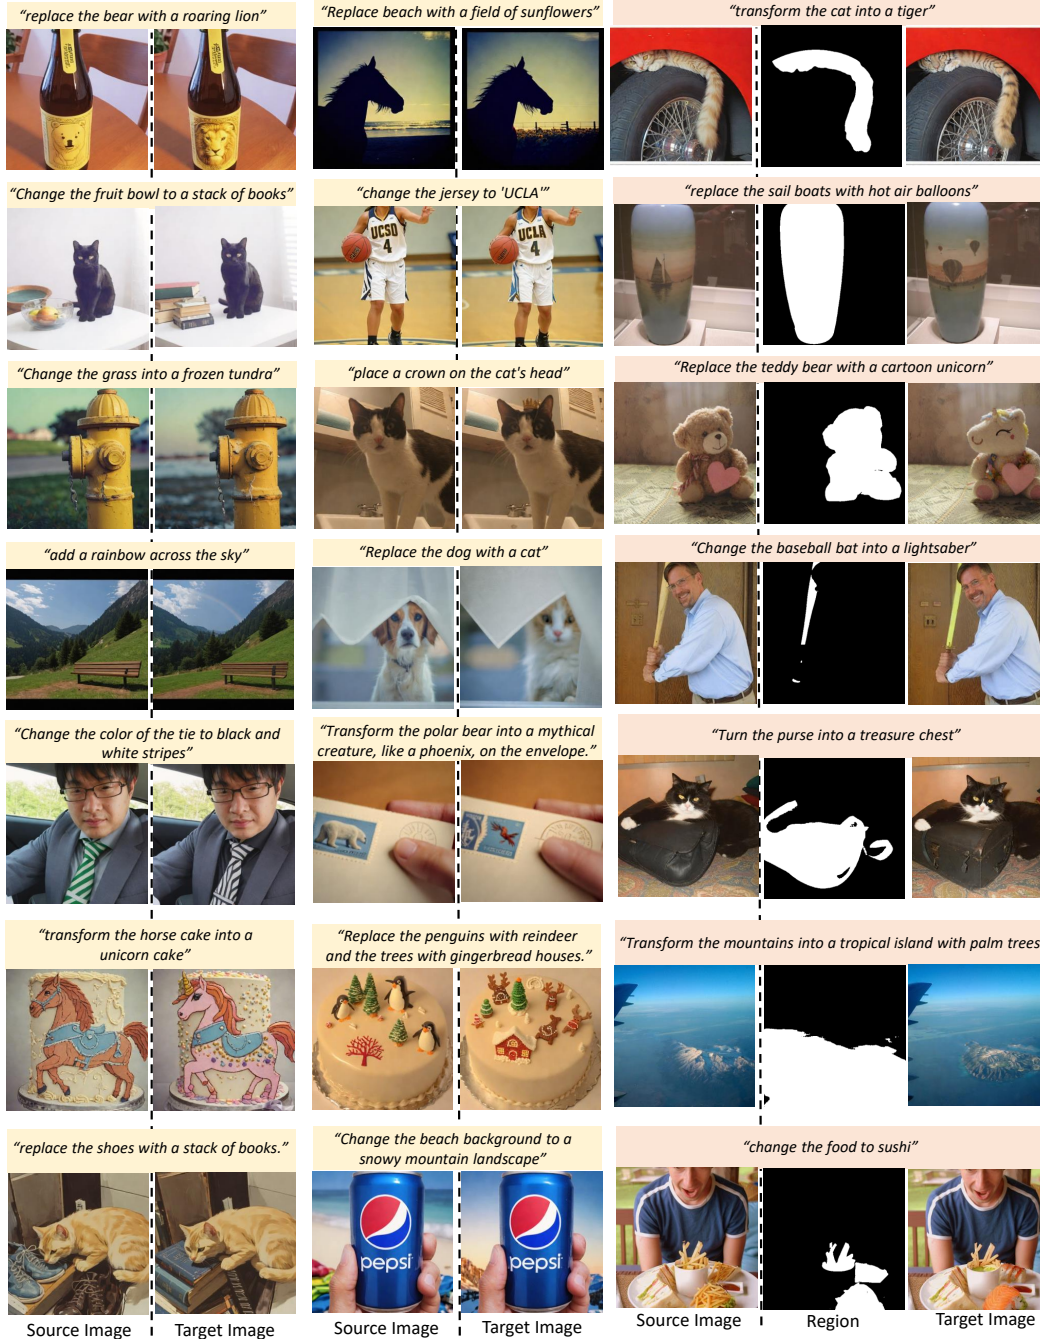 “replace the bear with a roaring lion”
“Replace beach with a field of sunflowers”
“transform the cat into a tiger”
“Change the fruit bowl to a stack of books”
“change the jersey to 'UCLA'”
UCSD
4
UCLA
4
“replace the sail boats with hot air balloons”
“Change the grass into a frozen tundra”
“place a crown on the cat's head”
“Replace the teddy bear with a cartoon unicorn”
“add a rainbow across the sky”
“Replace the dog with a cat”
“Change the baseball bat into a lightsaber”
“Change the color of the tie to black and
white stripes”
“Transform the polar bear into a mythical
creature, like a phoenix, on the envelope.”
“Turn the purse into a treasure chest”
“transform the horse cake into a
unicorn cake”
“Replace the penguins with reindeer
and the trees with gingerbread houses.”
“Transform the mountains into a tropical island with palm trees
“replace the shoes with a stack of books.”
“Change the beach background to a
snowy mountain landscape”
pepsi
pepsi
“change the food to sushi”
Source Image
Target Image
Source Image
Target Image
Source Image
Region
Target Image